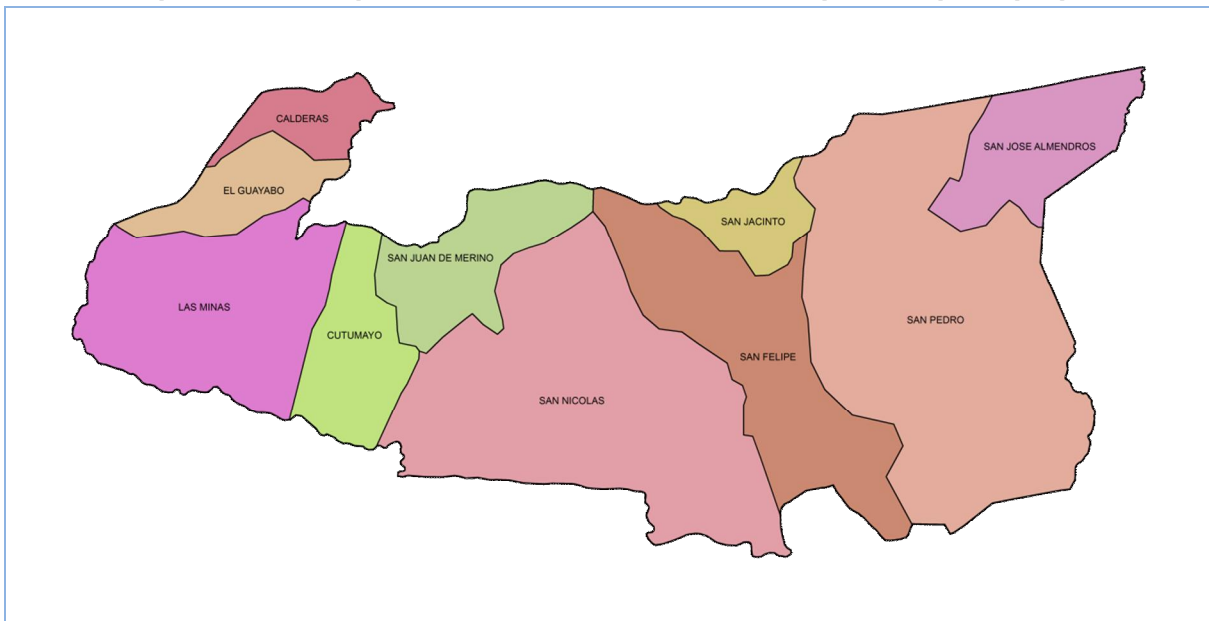 CALDERAS
SAN JOSE ALMENDROS
EL GUAYABO
SAN JACINTO
SAN JUAN DE MERINO
LAS MINAS
SAN PEDRO
CUTUMAYO
SAN FELIPE
SAN NICOLAS